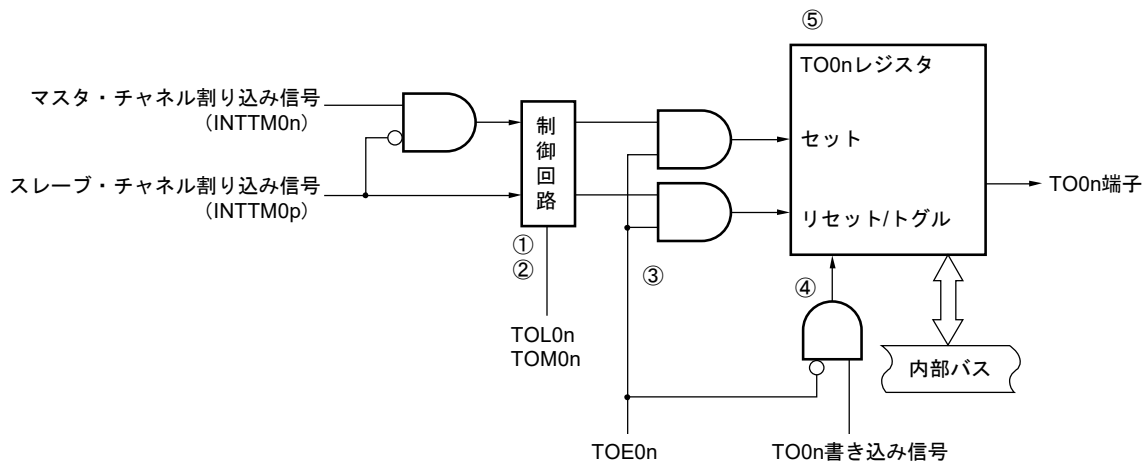 ⑤
TO0nレジスタ
マスタ・チャネル割り込み信号
（INTTM0n）
制御回路
セット
スレーブ・チャネル割り込み信号
（INTTM0p）
TO0n端子
リセット/トグル
①
②
③
④
TOL0n
TOM0n
内部バス
TOE0n
TO0n書き込み信号